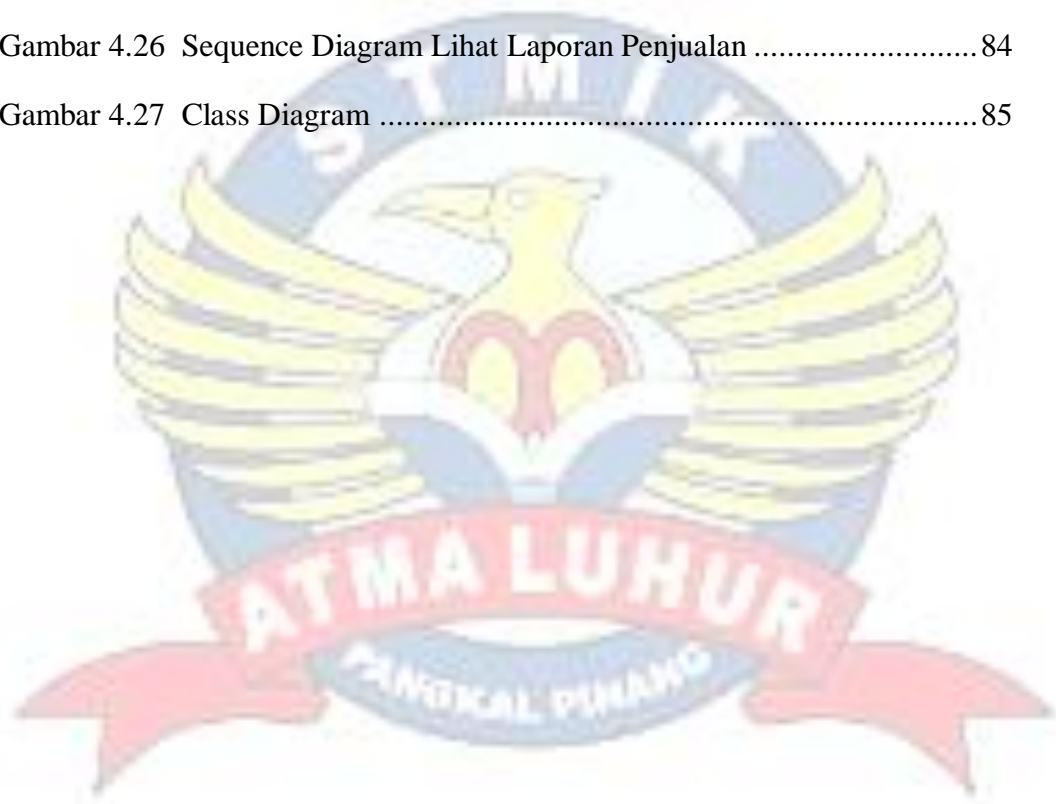 Gambar 4.26  Sequence Diagram Lihat Laporan Penjualan ...........................84
Gambar 4.27  Class Diagram ........................................................................85
STMIK
ATMA LUHUR
PANGKAL PINANG